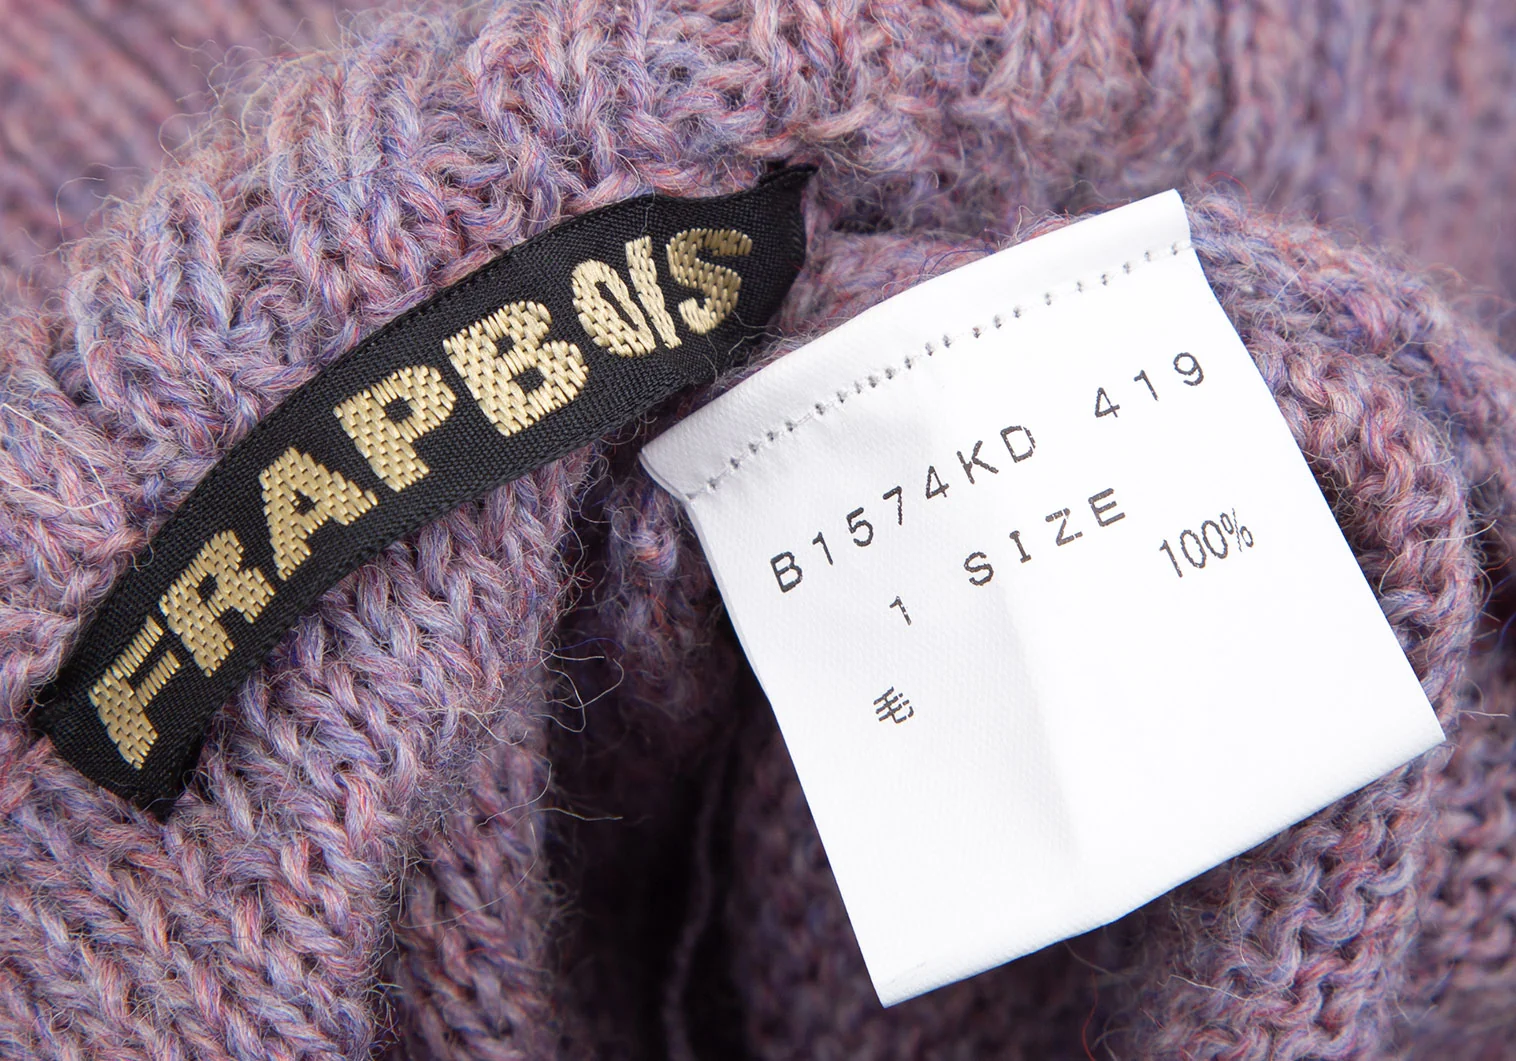 FRAPBOIS
B1574KD 419
1 SIZE
毛 100%